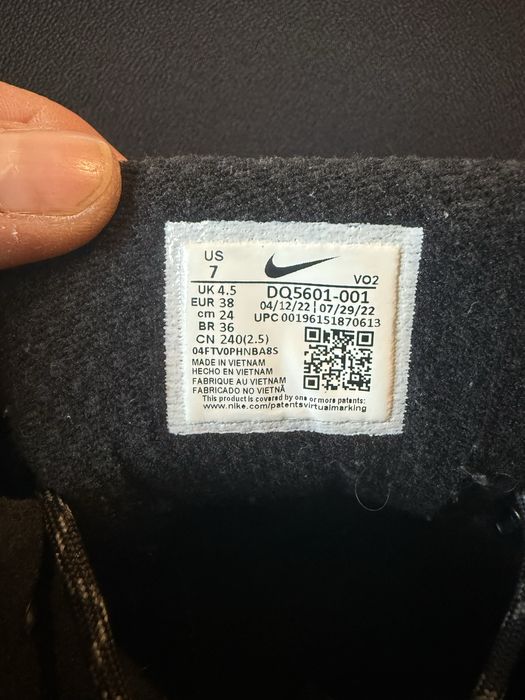 US
7
VO2
UK 4.5
EUR 38
cm 24
BR 36
CN 240(2.5)
DQ5601-001
04/12/22 | 07/29/22
UPC 00196151870613
04FTV0PHNBA8S
MADE IN VIETNAM
HECHO EN VIETNAM
FABRIQUE AU VIETNAM
FABRICADO NO VIETNÃ
This product is covered by one or more patents:
www.nike.com/patentsvirtualmarking